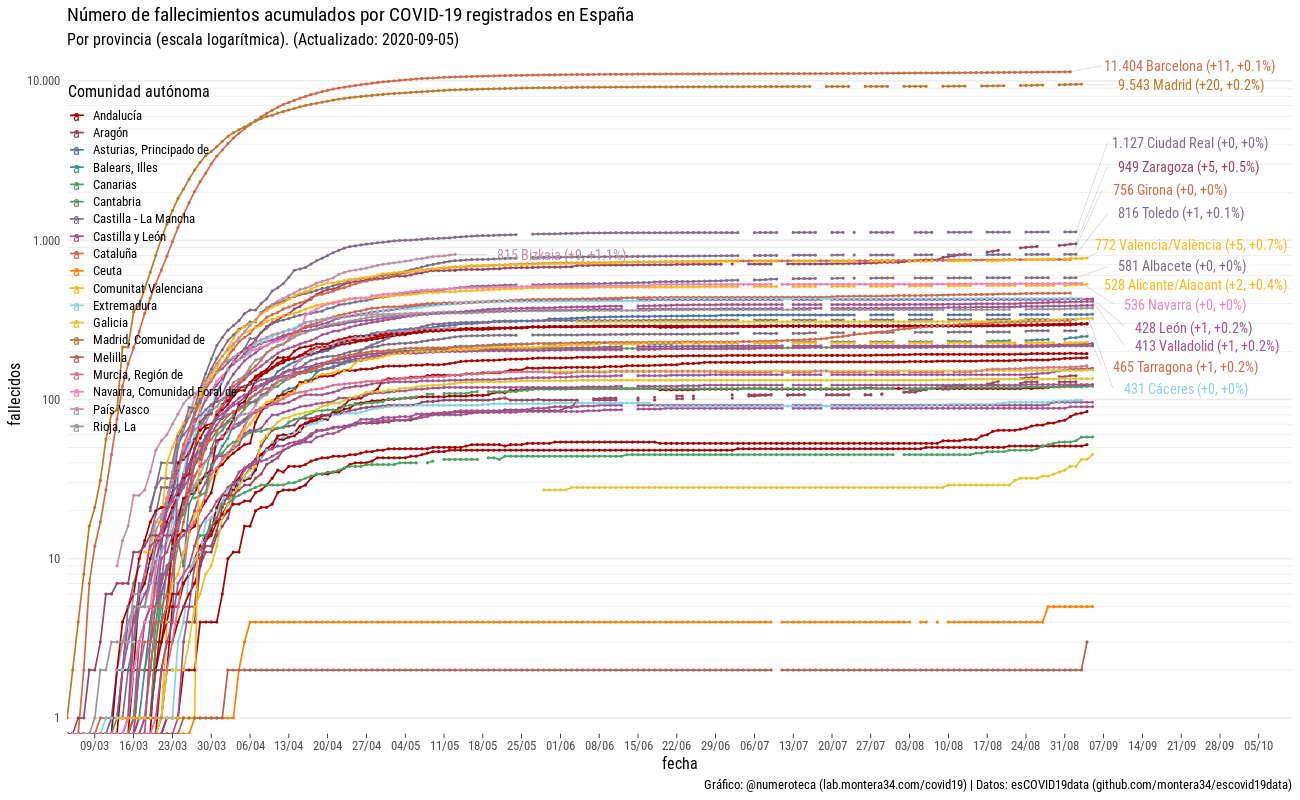 Número de fallecimientos acumulados por COVID-19 registrados en España
Por provincia (escala logarítmica). (Actualizado: 2020-09-05)
11.404 Barcelona (+11, +0.1%)
10.000
9.543 Madrid (+20, +0.2%)
Comunidad autónoma
Andalucía
Aragón
Asturias, Principado de
Balears, Illes
Canarias
Cantabria
Castilla - La Mancha
Castilla y León
Cataluña
Ceuta
Comunitat Valenciana
Extremadura
Galicia
Madrid, Comunidad de
Melilla
Murcia, Región de
Navarra, Comunidad Foral de
País Vasco
Rioja, La
1.127 Ciudad Real (+0, +0%)
949 Zaragoza (+5, +0.5%)
756 Girona (+0, +0%)
816 Toledo (+1, +0.1%)
1.000
772 Valencia/València (+5, +0.7%)
815 Bizkaia (+9, +1.1%)
581 Albacete (+0, +0%)
528 Alicante/Alacant (+2, +0.4%)
536 Navarra (+0, +0%)
428 León (+1, +0.2%)
413 Valladolid (+1, +0.2%)
465 Tarragona (+1, +0.2%)
431 Cáceres (+0, +0%)
100
10
1
fallecidos
09/03 16/03 23/03 30/03 06/04 13/04 20/04 27/04 04/05 11/05 18/05 25/05 01/06 08/06 15/06 22/06 29/06 06/07 13/07 20/07 27/07 03/08 10/08 17/08 24/08 31/08 07/09 14/09 21/09 28/09 05/10
fecha
Gráfico: @numeroteca (lab.montera34.com/covid19) | Datos: esCOVID19data (github.com/montera34/escovid19data)